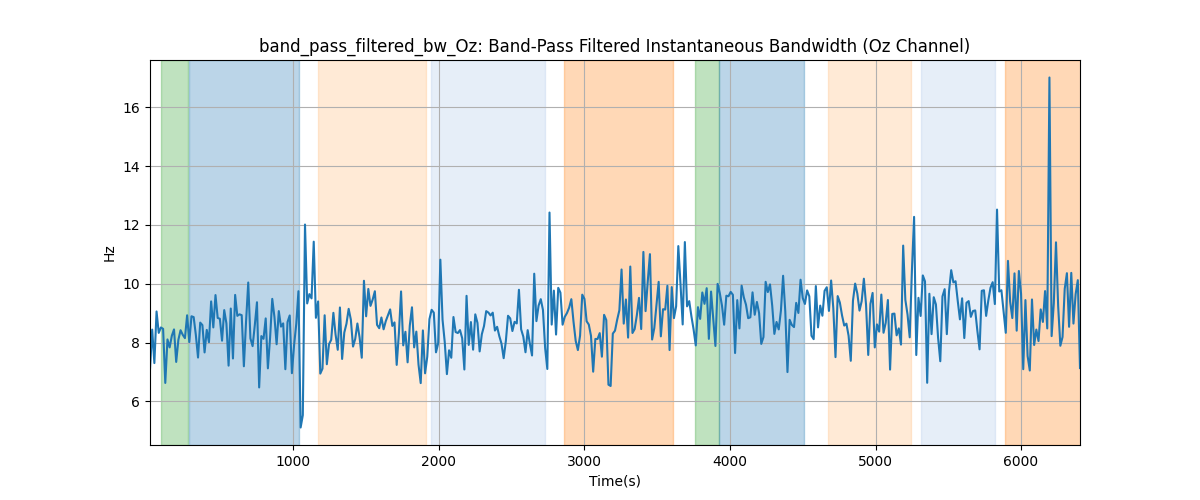 band_pass_filtered_bw_Oz: Band-Pass Filtered Instantaneous Bandwidth (Oz Channel)
16
14
12
10
8
6
Hz
1000 2000 3000 4000 5000 6000
Time(s)